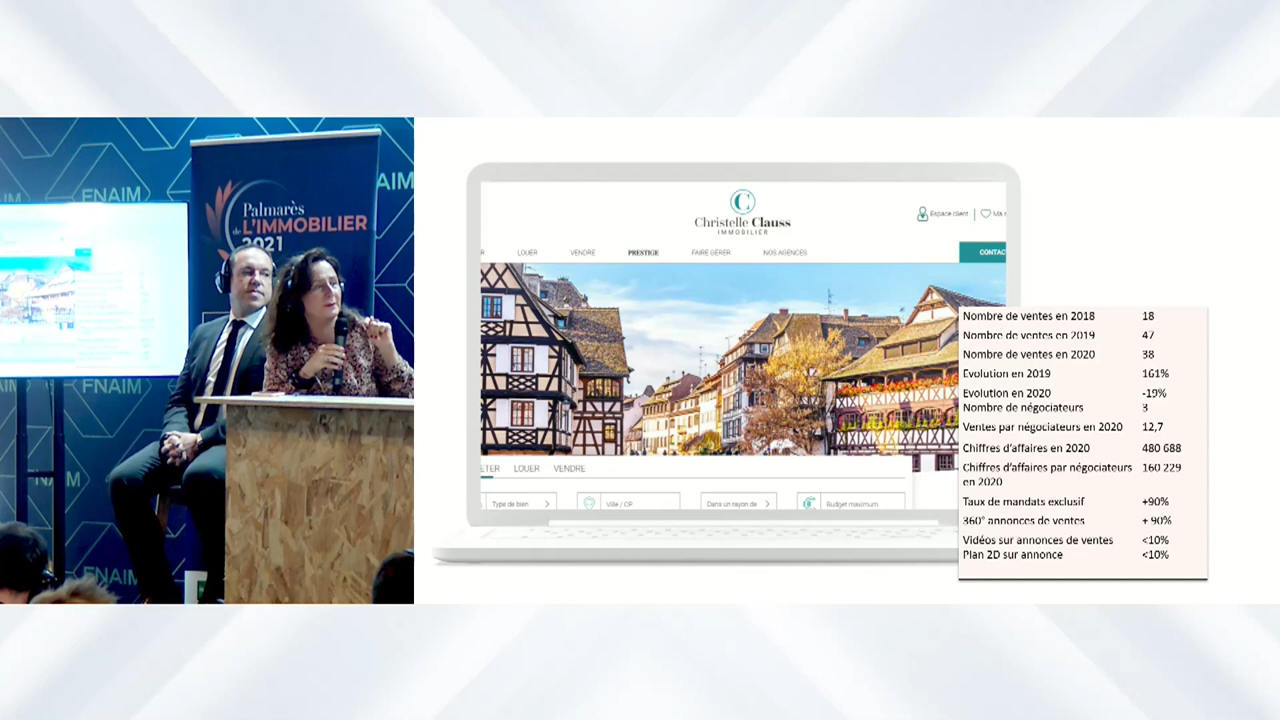 FNAIM
AIM
Palmarès
de L'IMMOBILIER
2021
FNAIM
FNAIM
FNAIM
C
Christelle Clauss
IMMOBILIER
Espace client
Ma
R
LOUER
VENDRE
PRESTIGE
FAIRE GÉRER
NOS AGENCES
CONTAC
ETER
LOUER
VENDRE
Type de bien
Ville / CP
Dans un rayon de
Budget maximum
Nombre de ventes en 2018 18
Nombre de ventes en 2019 47
Nombre de ventes en 2020 38
Evolution en 2019 161%
Evolution en 2020 -19%
Nombre de négociateurs 3
Ventes par négociateurs en 2020 12,7
Chiffres d'affaires en 2020 480 688
Chiffres d'affaires par négociateurs 160 229
en 2020
Taux de mandats exclusif +90%
360° annonces de ventes + 90%
Vidéos sur annonces de ventes <10%
Plan 2D sur annonce <10%